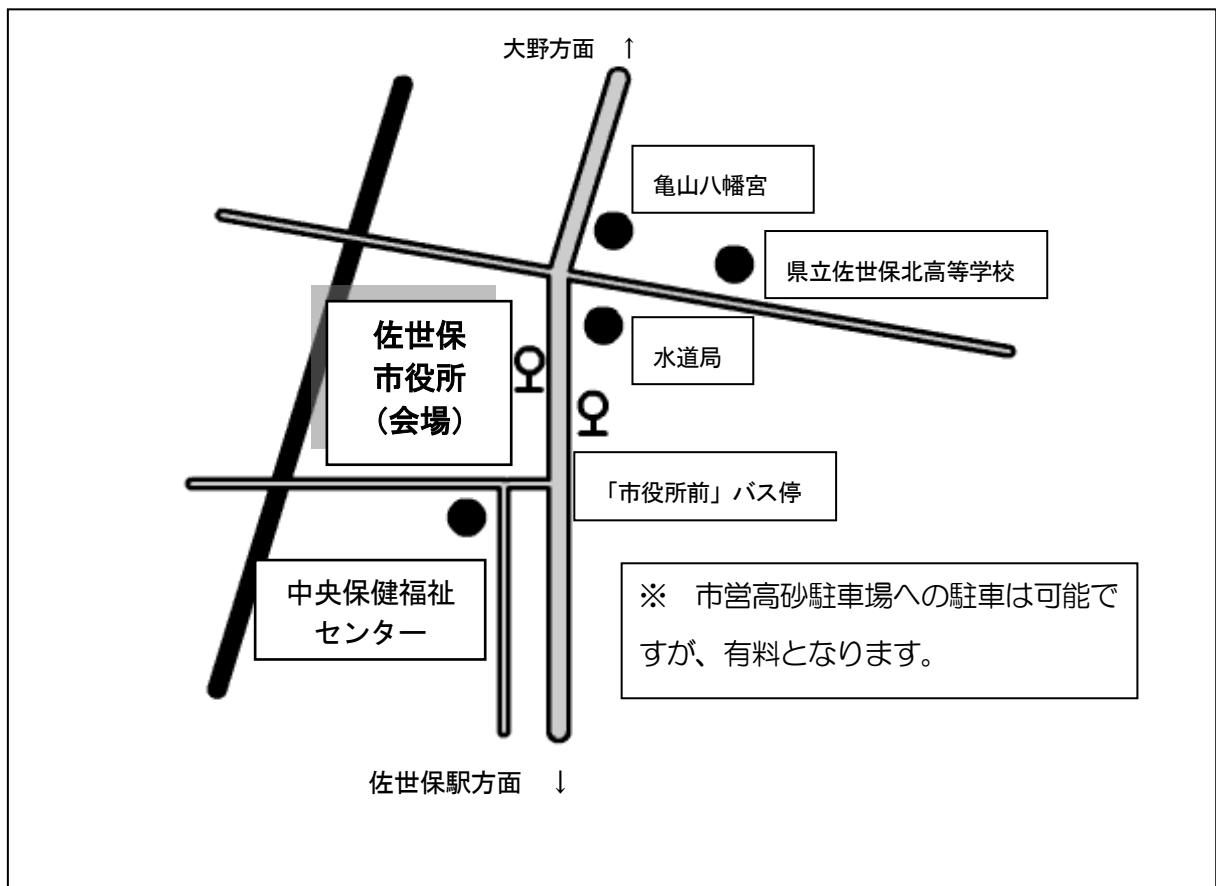 大野方面　↑
亀山八幡宮
県立佐世保北高等学校
佐世保
市役所
（会場）
水道局
「市役所前」バス停
中央保健福祉
センター
※　市営高砂駐車場への駐車は可能で
すが、有料となります。
佐世保駅方面　↓